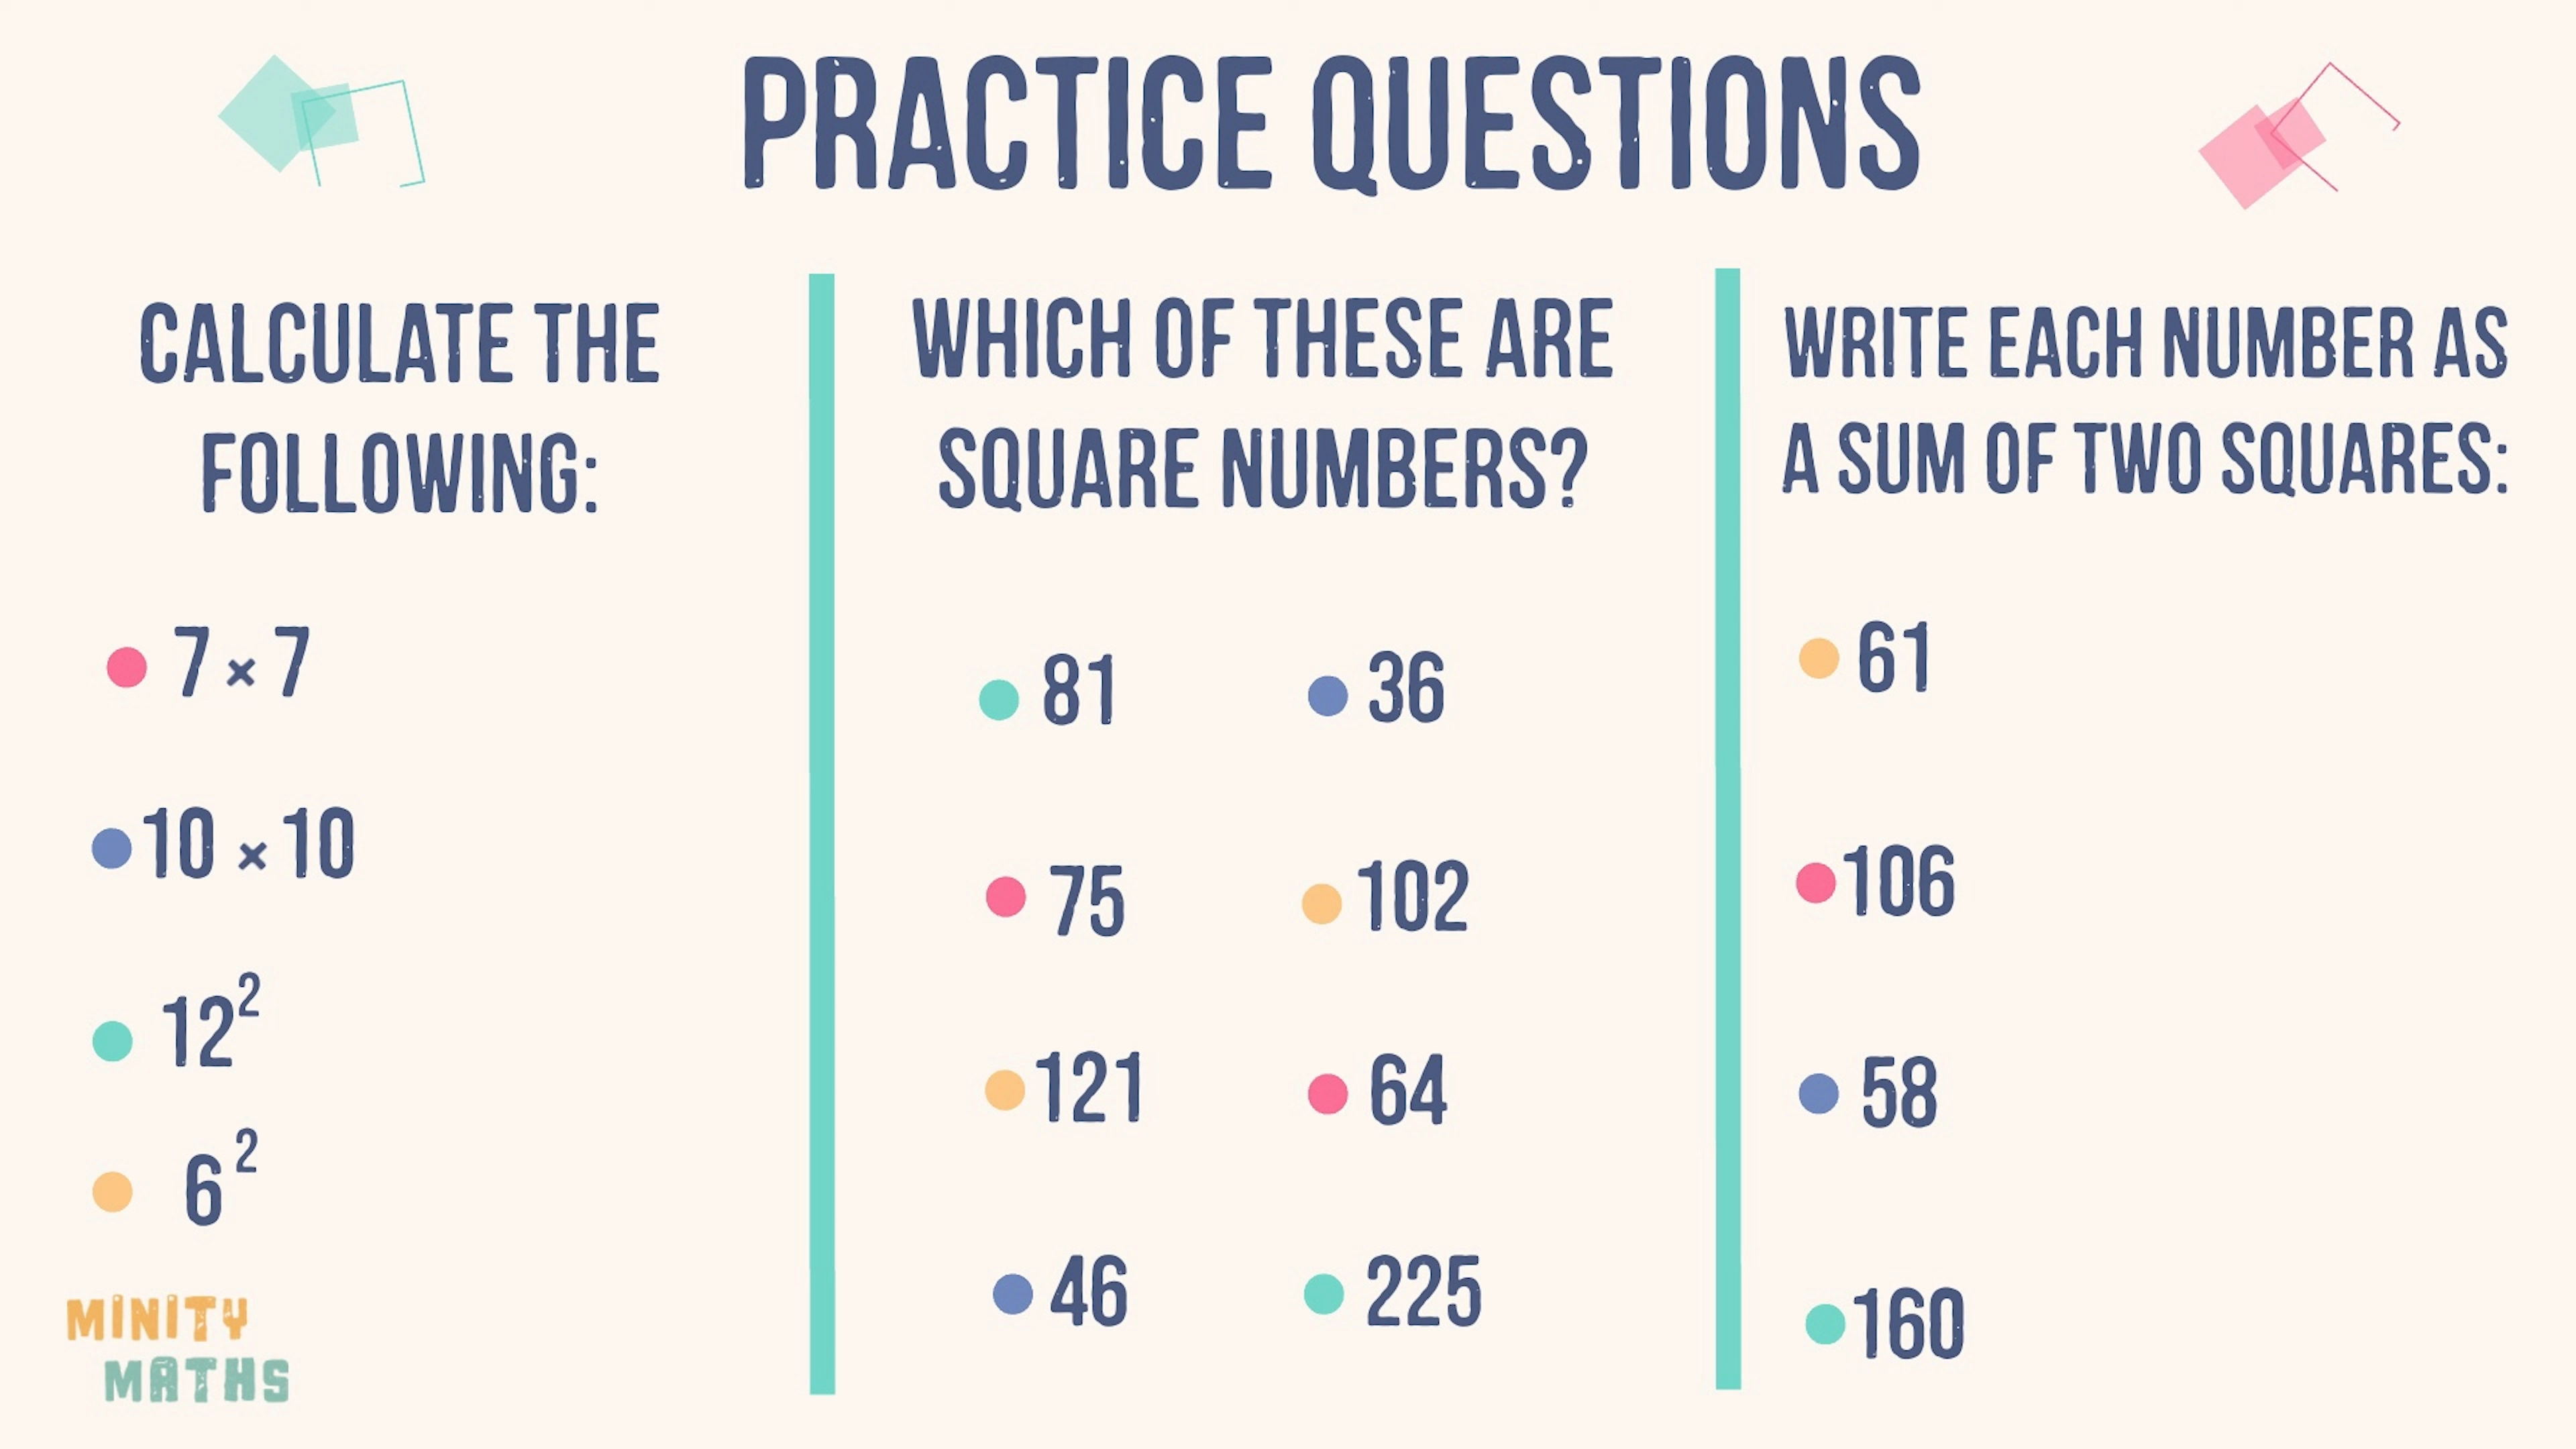 PRACTICE QUESTIONS
CALCULATE THE
FOLLOWING:
7 × 7
10 × 10
12²
6²
MINITY
MATHS
WHICH OF THESE ARE
SQUARE NUMBERS?
81 36
75 102
121 64
46 225
WRITE EACH NUMBER AS
A SUM OF TWO SQUARES:
61
106
58
160